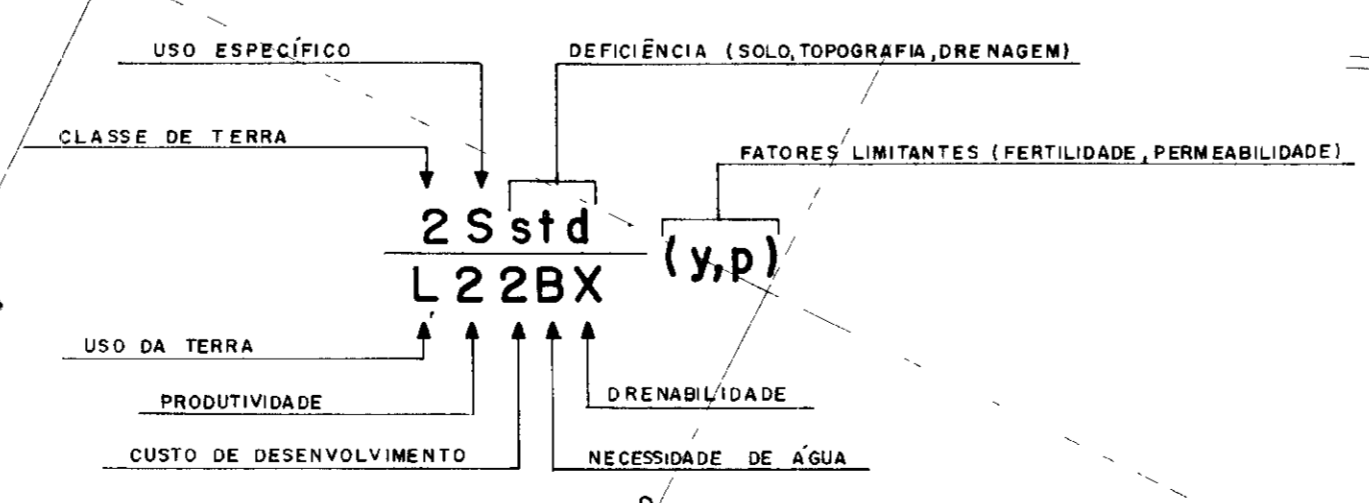 USO ESPECÍFICO
DEFICIÊNCIA (SOLO, TOPOGRAFIA, DRENAGEM)
CLASSE DE TERRA
FATORES LIMITANTES (FERTILIDADE, PERMEABILIDADE)
2 S std
(y,p)
L 2 2BX
USO DA TERRA
PRODUTIVIDADE
DRENABILIDADE
CUSTO DE DESENVOLVIMENTO
NECESSIDADE DE ÁGUA